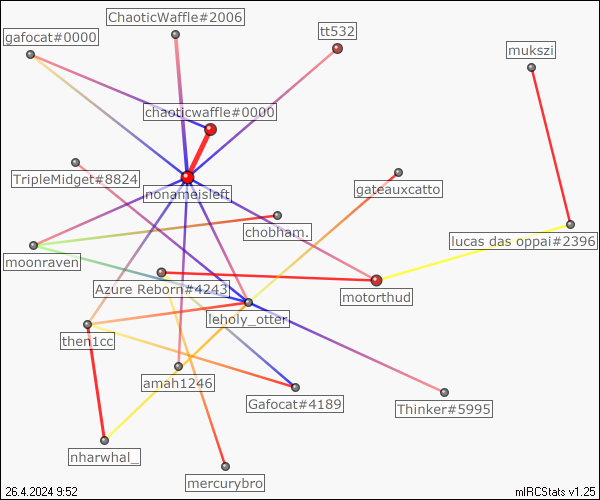 ChaoticWaffle#2006
gafocat#0000
tt532
mukszi
chaoticwaffle#0000
TripleMidget#8824
nonameisleft
gateauxcatto
chobham.
lucas das oppai#2396
moonraven
Azure Reborn#4243
motorthud
leholy_otter
then1cc
amah1246
Gafocat#4189
Thinker#5995
nharwhal_
mercurybro
26.4.2024 9:52
mIRCStats v1.25